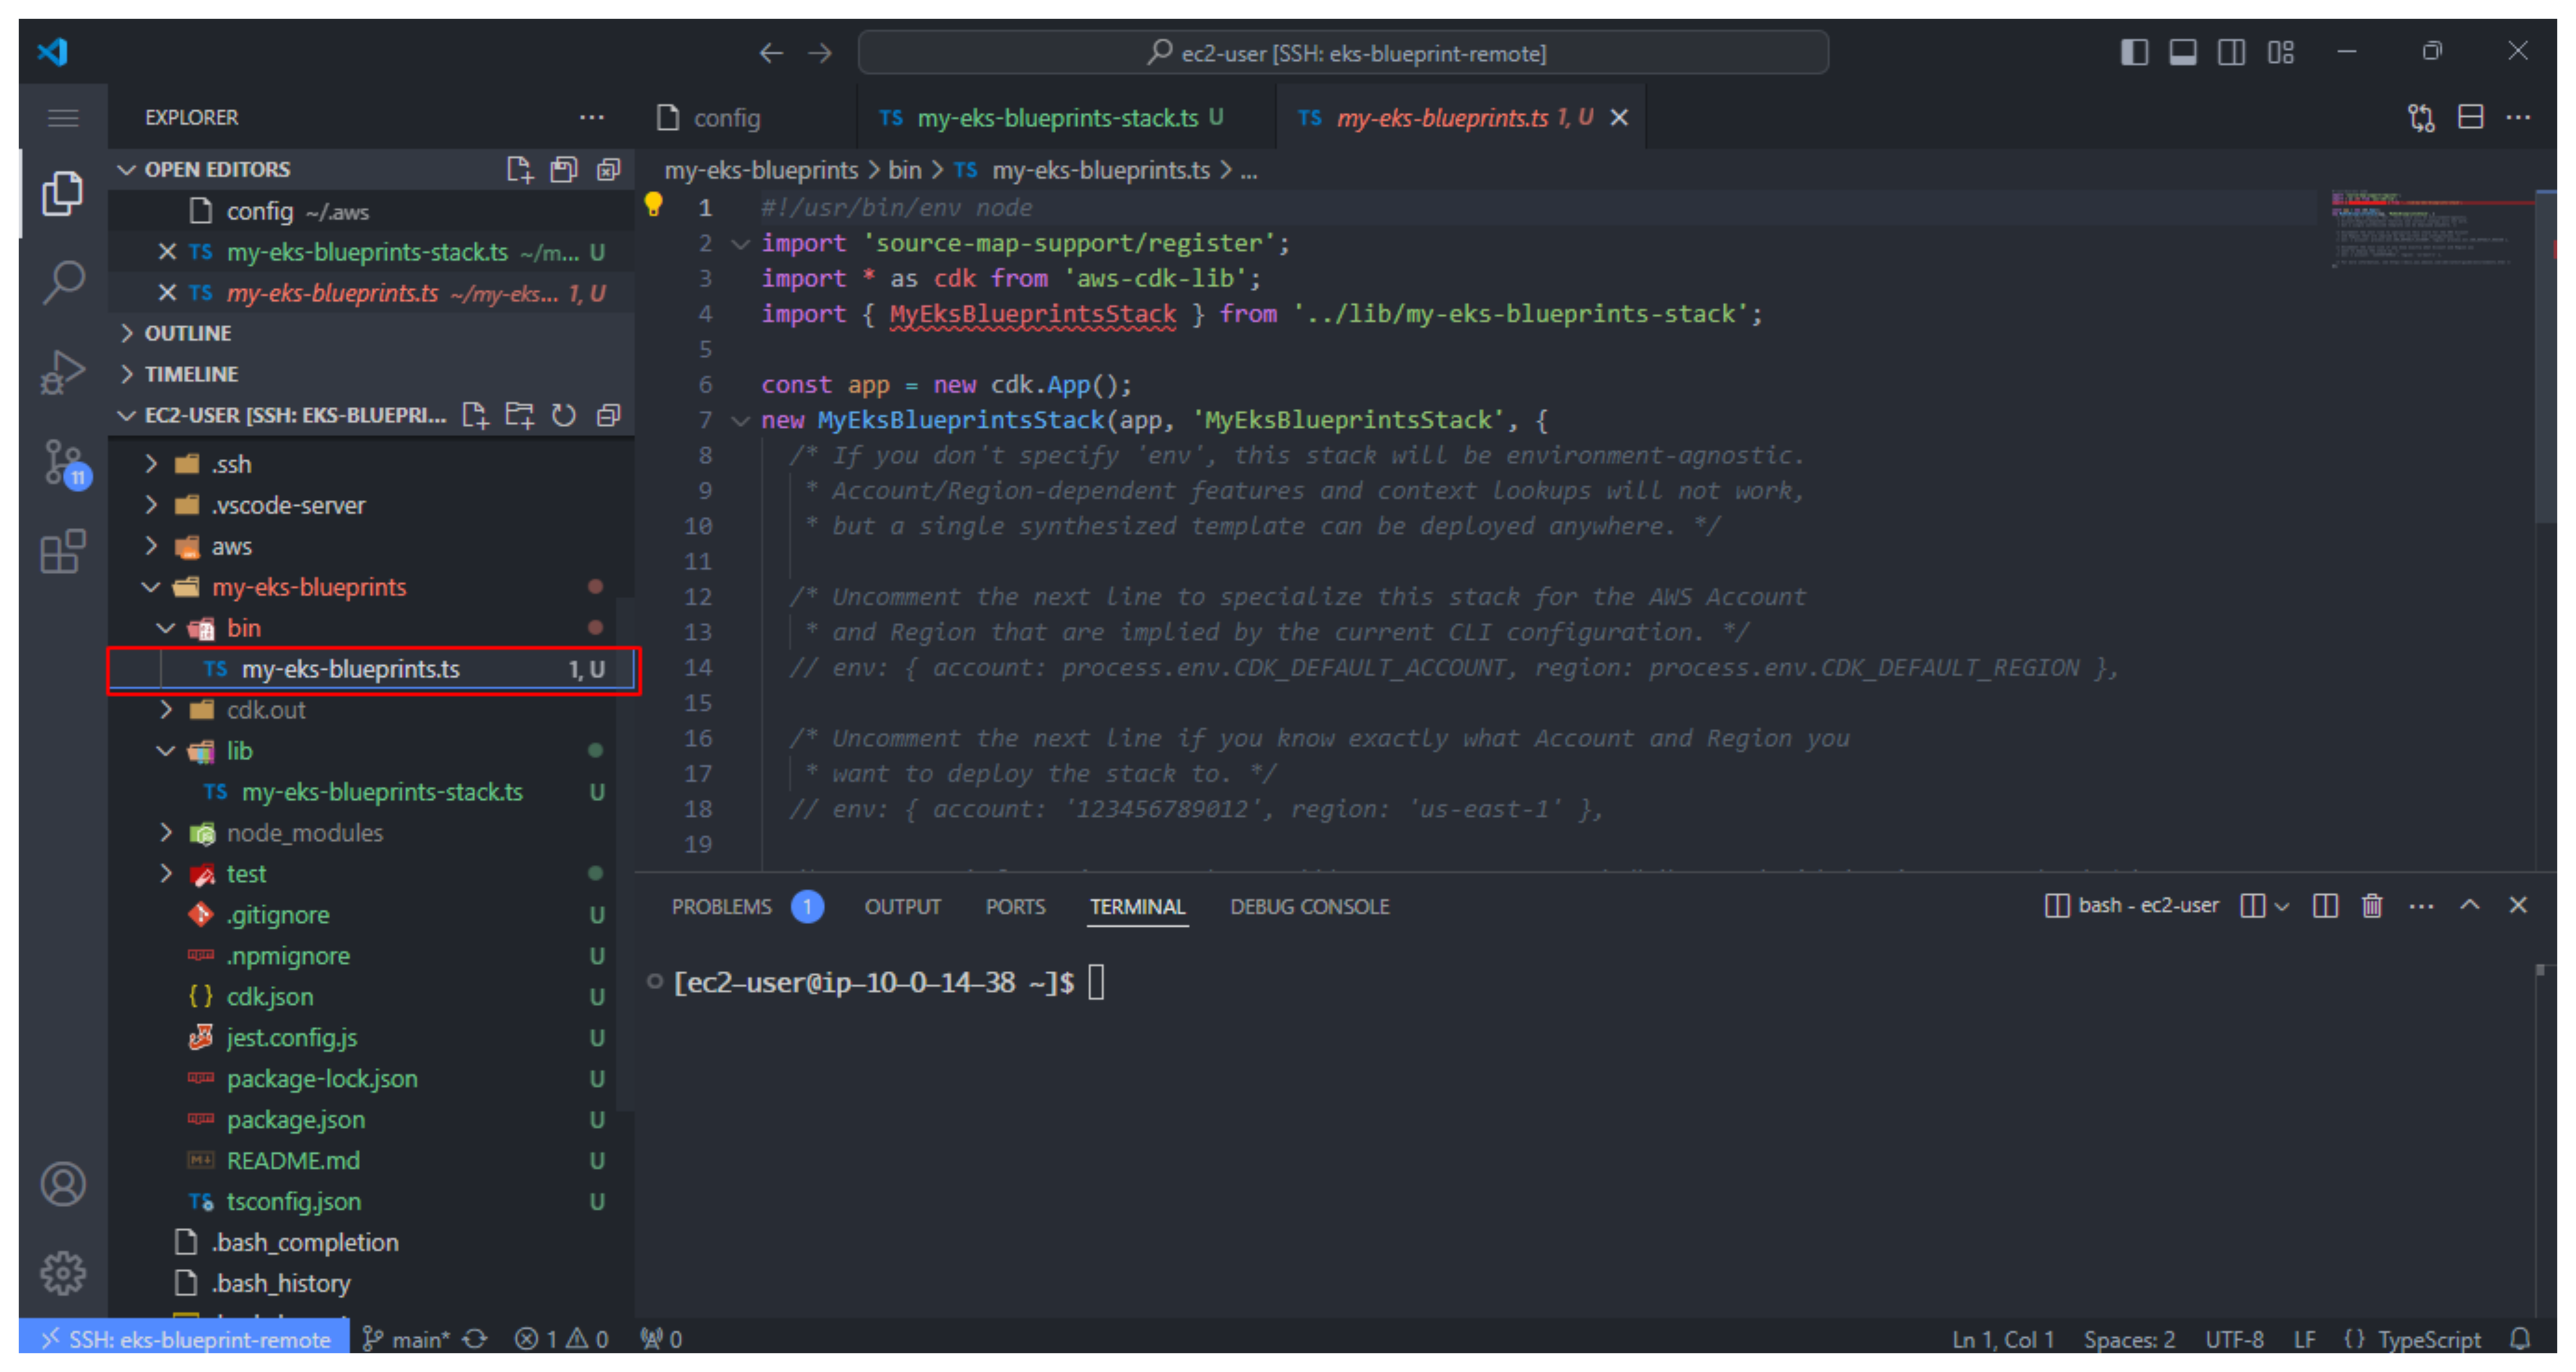 ec2-user [SSH: eks-blueprint-remote]
EXPLORER
config
TS my-eks-blueprints-stack.ts U
TS my-eks-blueprints.ts 1, U
OPEN EDITORS
config ~/.aws
TS my-eks-blueprints-stack.ts ~/m... U
TS my-eks-blueprints.ts ~/my-eks... 1, U
OUTLINE
TIMELINE
EC2-USER [SSH: EKS-BLUEPRI...
.ssh
.vscode-server
aws
my-eks-blueprints
bin
TS my-eks-blueprints.ts 1, U
cdk.out
lib
TS my-eks-blueprints-stack.ts U
node_modules
test
.gitignore U
.npmignore U
{ } cdk.json U
jest.config.js U
package-lock.json U
package.json U
README.md U
TS tsconfig.json U
.bash_completion
.bash_history
11
my-eks-blueprints > bin > TS my-eks-blueprints.ts > ...
1 #!/usr/bin/env node
2 import 'source-map-support/register';
3 import * as cdk from 'aws-cdk-lib';
4 import { MyEksBlueprintsStack } from '../lib/my-eks-blueprints-stack';
5
6 const app = new cdk.App();
7 new MyEksBlueprintsStack(app, 'MyEksBlueprintsStack', {
8 /* If you don't specify 'env', this stack will be environment-agnostic.
9 * Account/Region-dependent features and context lookups will not work,
10 * but a single synthesized template can be deployed anywhere. */
11
12 /* Uncomment the next line to specialize this stack for the AWS Account
13 * and Region that are implied by the current CLI configuration. */
14 // env: { account: process.env.CDK_DEFAULT_ACCOUNT, region: process.env.CDK_DEFAULT_REGION },
15
16 /* Uncomment the next line if you know exactly what Account and Region you
17 * want to deploy the stack to. */
18 // env: { account: '123456789012', region: 'us-east-1' },
19
PROBLEMS 1 OUTPUT PORTS TERMINAL DEBUG CONSOLE
bash - ec2-user
[ec2-user@ip-10-0-14-38 ~]$
SSH: eks-blueprint-remote main* 1 0 0
Ln 1, Col 1 Spaces: 2 UTF-8 LF { } TypeScript